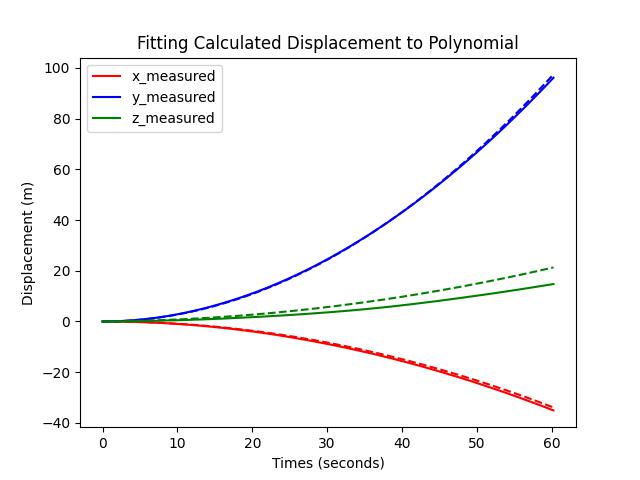 Fitting Calculated Displacement to Polynomial
x_measured
y_measured
z_measured
100
80
60
40
20
0
−20
−40
Displacement (m)
0 10 20 30 40 50 60
Times (seconds)